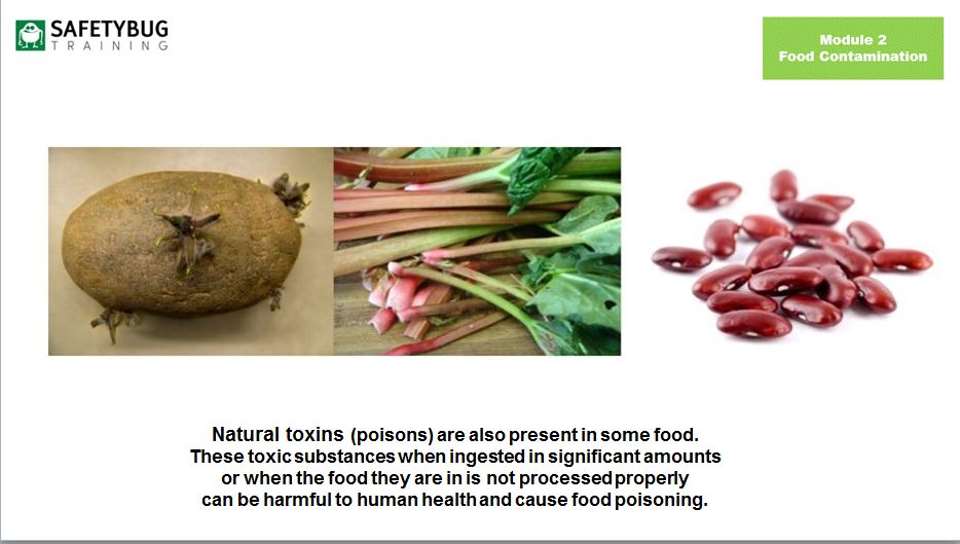 SAFETYBUG
TRAINING
Module 2
Food Contamination
Natural toxins (poisons) are also present in some food.
These toxic substances when ingested in significant amounts
or when the food they are in is not processed properly
can be harmful to human health and cause food poisoning.